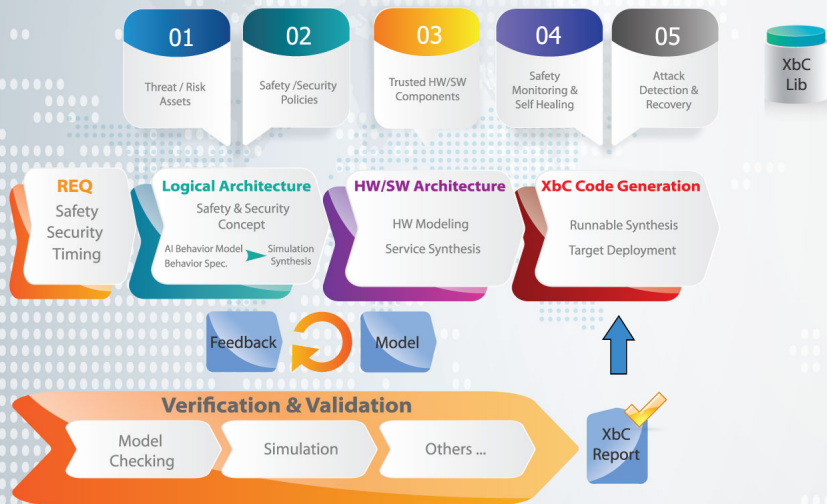 01
Threat / Risk
Assets
02
Safety /Security
Policies
03
Trusted HW/SW
Components
04
Safety
Monitoring &
Self Healing
05
Attack
Detection &
Recovery
XbC
Lib
REQ
Safety
Security
Timing
Logical Architecture
Safety & Security
Concept
AI Behavior Model
Behavior Spec.
Simulation
Synthesis
HW/SW Architecture
HW Modeling
Service Synthesis
XbC Code Generation
Runnable Synthesis
Target Deployment
Feedback
Model
Verification & Validation
Model
Checking
Simulation
Others ...
XbC
Report